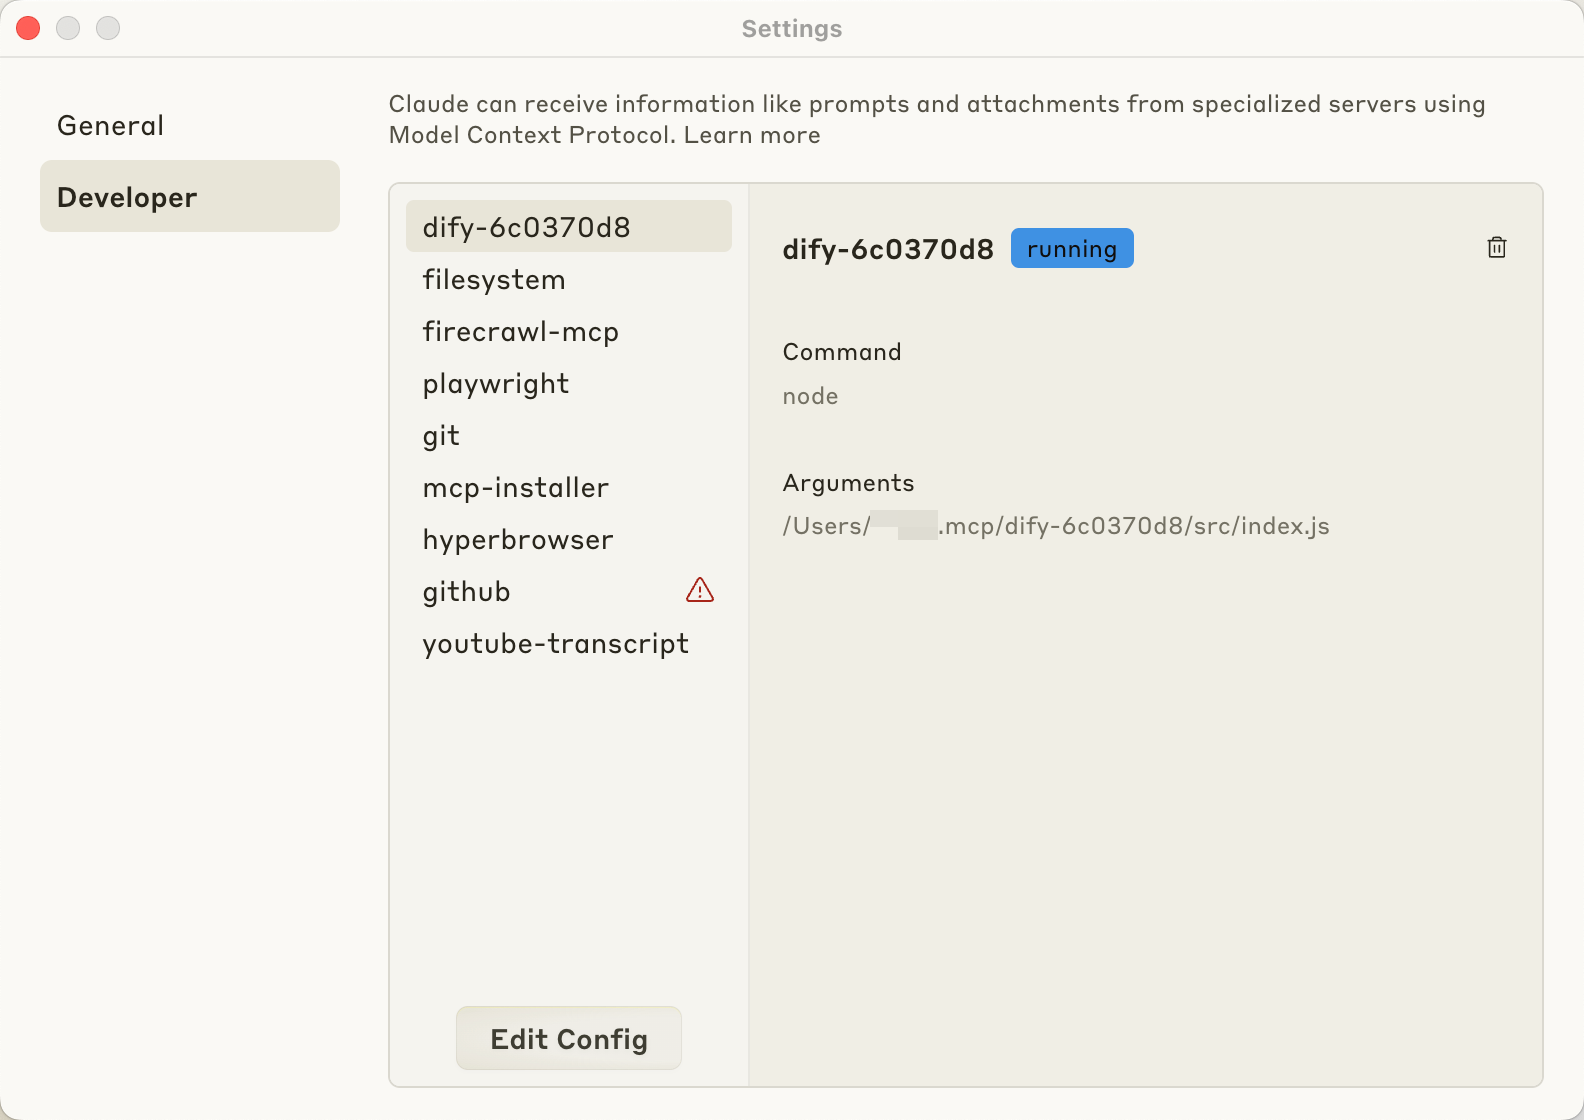 Settings
General
Developer
Claude can receive information like prompts and attachments from specialized servers using
Model Context Protocol. Learn more
dify-6c0370d8
filesystem
firecrawl-mcp
playwright
git
mcp-installer
hyperbrowser
github
youtube-transcript
Edit Config
dify-6c0370d8 running
Command
node
Arguments
/Users/ .mcp/dify-6c0370d8/src/index.js